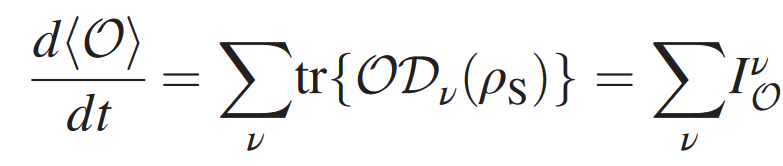 d⟨𝒪⟩/dt = ∑_ν tr{𝒪𝒟_ν(ρ_S)} = ∑_ν I^ν_𝒪